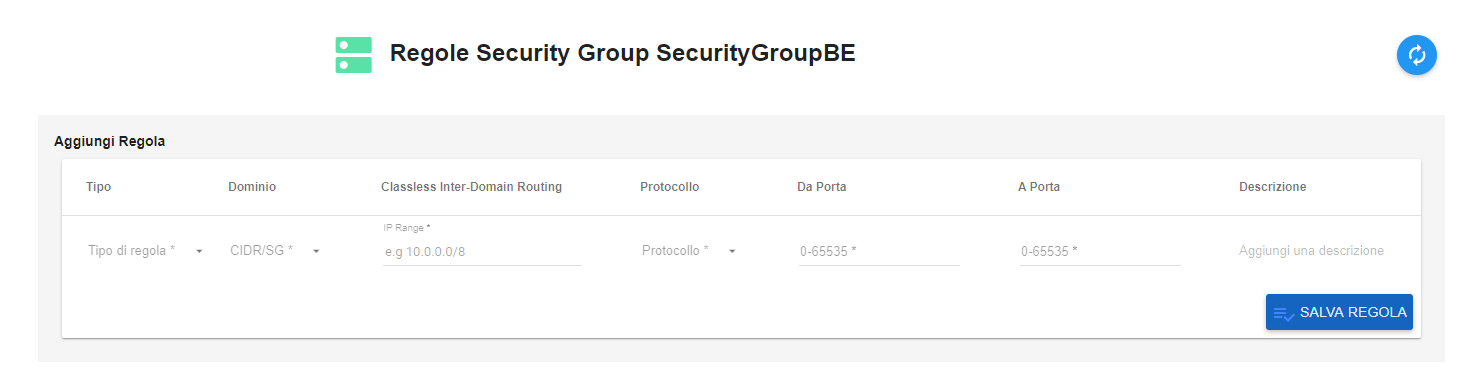 Regole Security Group SecurityGroupBE
Aggiungi Regola
Tipo Dominio Classless Inter-Domain Routing Protocollo Da Porta A Porta Descrizione
IP Range *
Tipo di regola * CIDR/SG * e.g 10.0.0.0/8 Protocollo * 0-65535 * 0-65535 * Aggiungi una descrizione
SALVA REGOLA